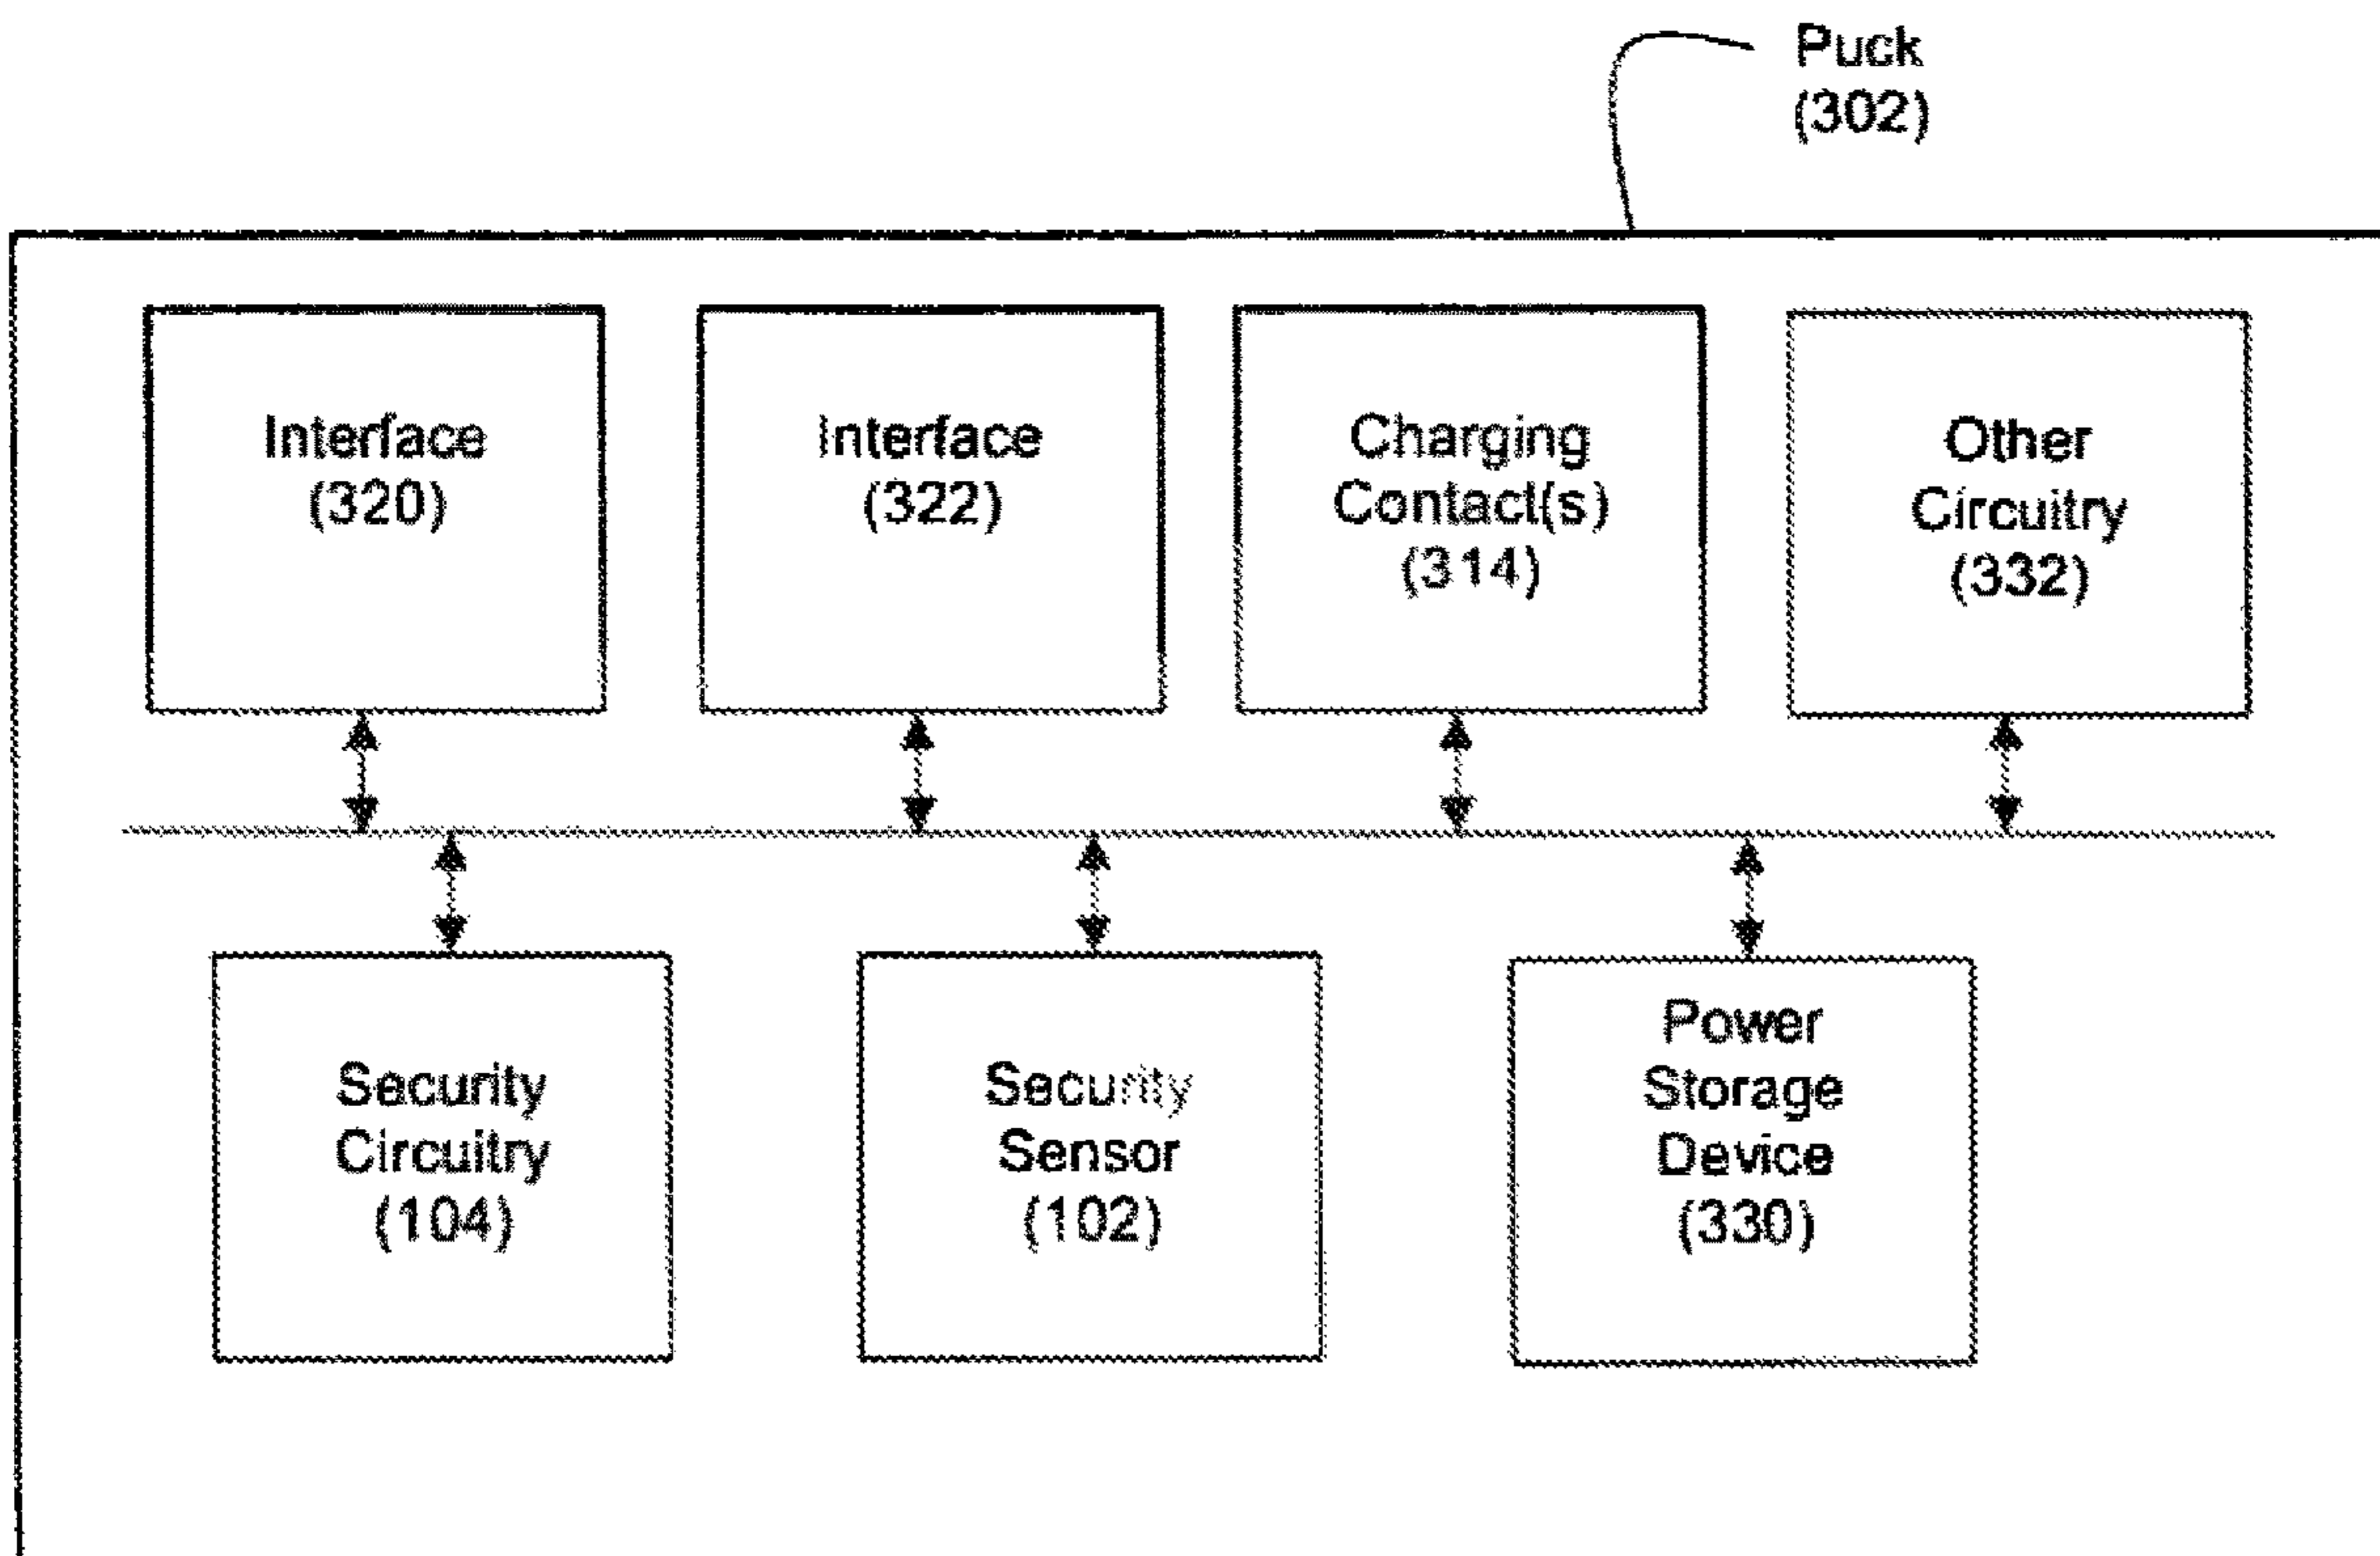 Puck
(302)
Interface
(320)
Interface
(322)
Charging
Contact(s)
(314)
Other
Circuitry
(332)
Security
Circuitry
(104)
Security
Sensor
(102)
Power
Storage
Device
(330)